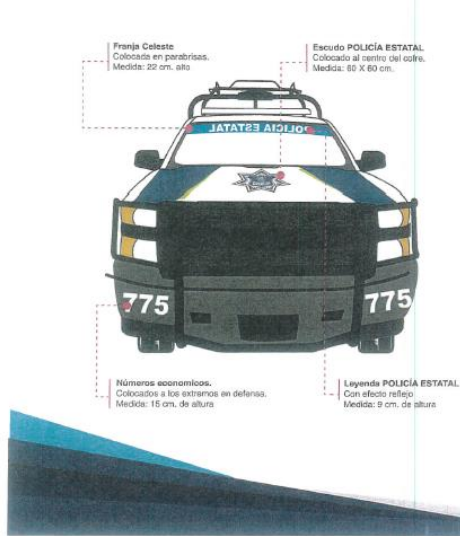 Franja Celeste
Colocada en parabrisas.
Medida: 22 cm. alto
Escudo POLICÍA ESTATAL
Colocado al centro del cofre.
Medida: 60 X 60 cm.
POLICÍA ESTATAL
775
775
Números economicos.
Colocados a los extremos en defensa.
Medida: 15 cm. de altura
Leyenda POLICÍA ESTATAL
Con efecto reflejo
Medida: 9 cm. de altura